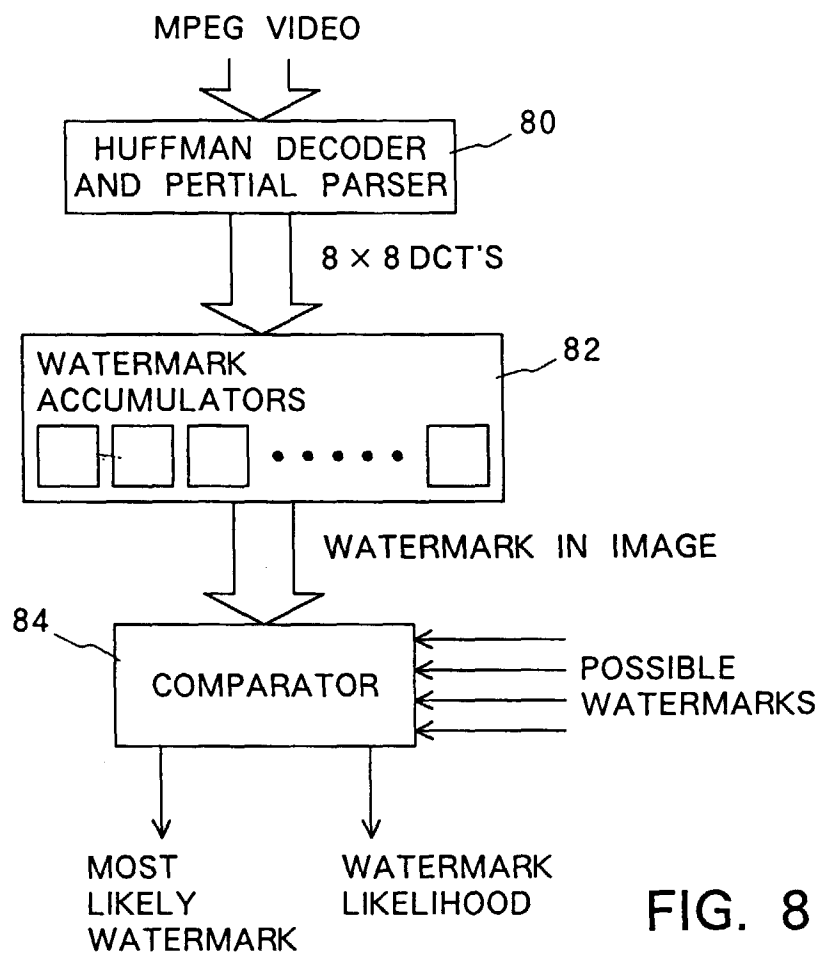 MPEG VIDEO
80
HUFFMAN DECODER
AND PERTIAL PARSER
8 × 8 DCT'S
82
WATERMARK
ACCUMULATORS
WATERMARK IN IMAGE
84
COMPARATOR
POSSIBLE
WATERMARKS
MOST
LIKELY
WATERMARK
WATERMARK
LIKELIHOOD
FIG. 8